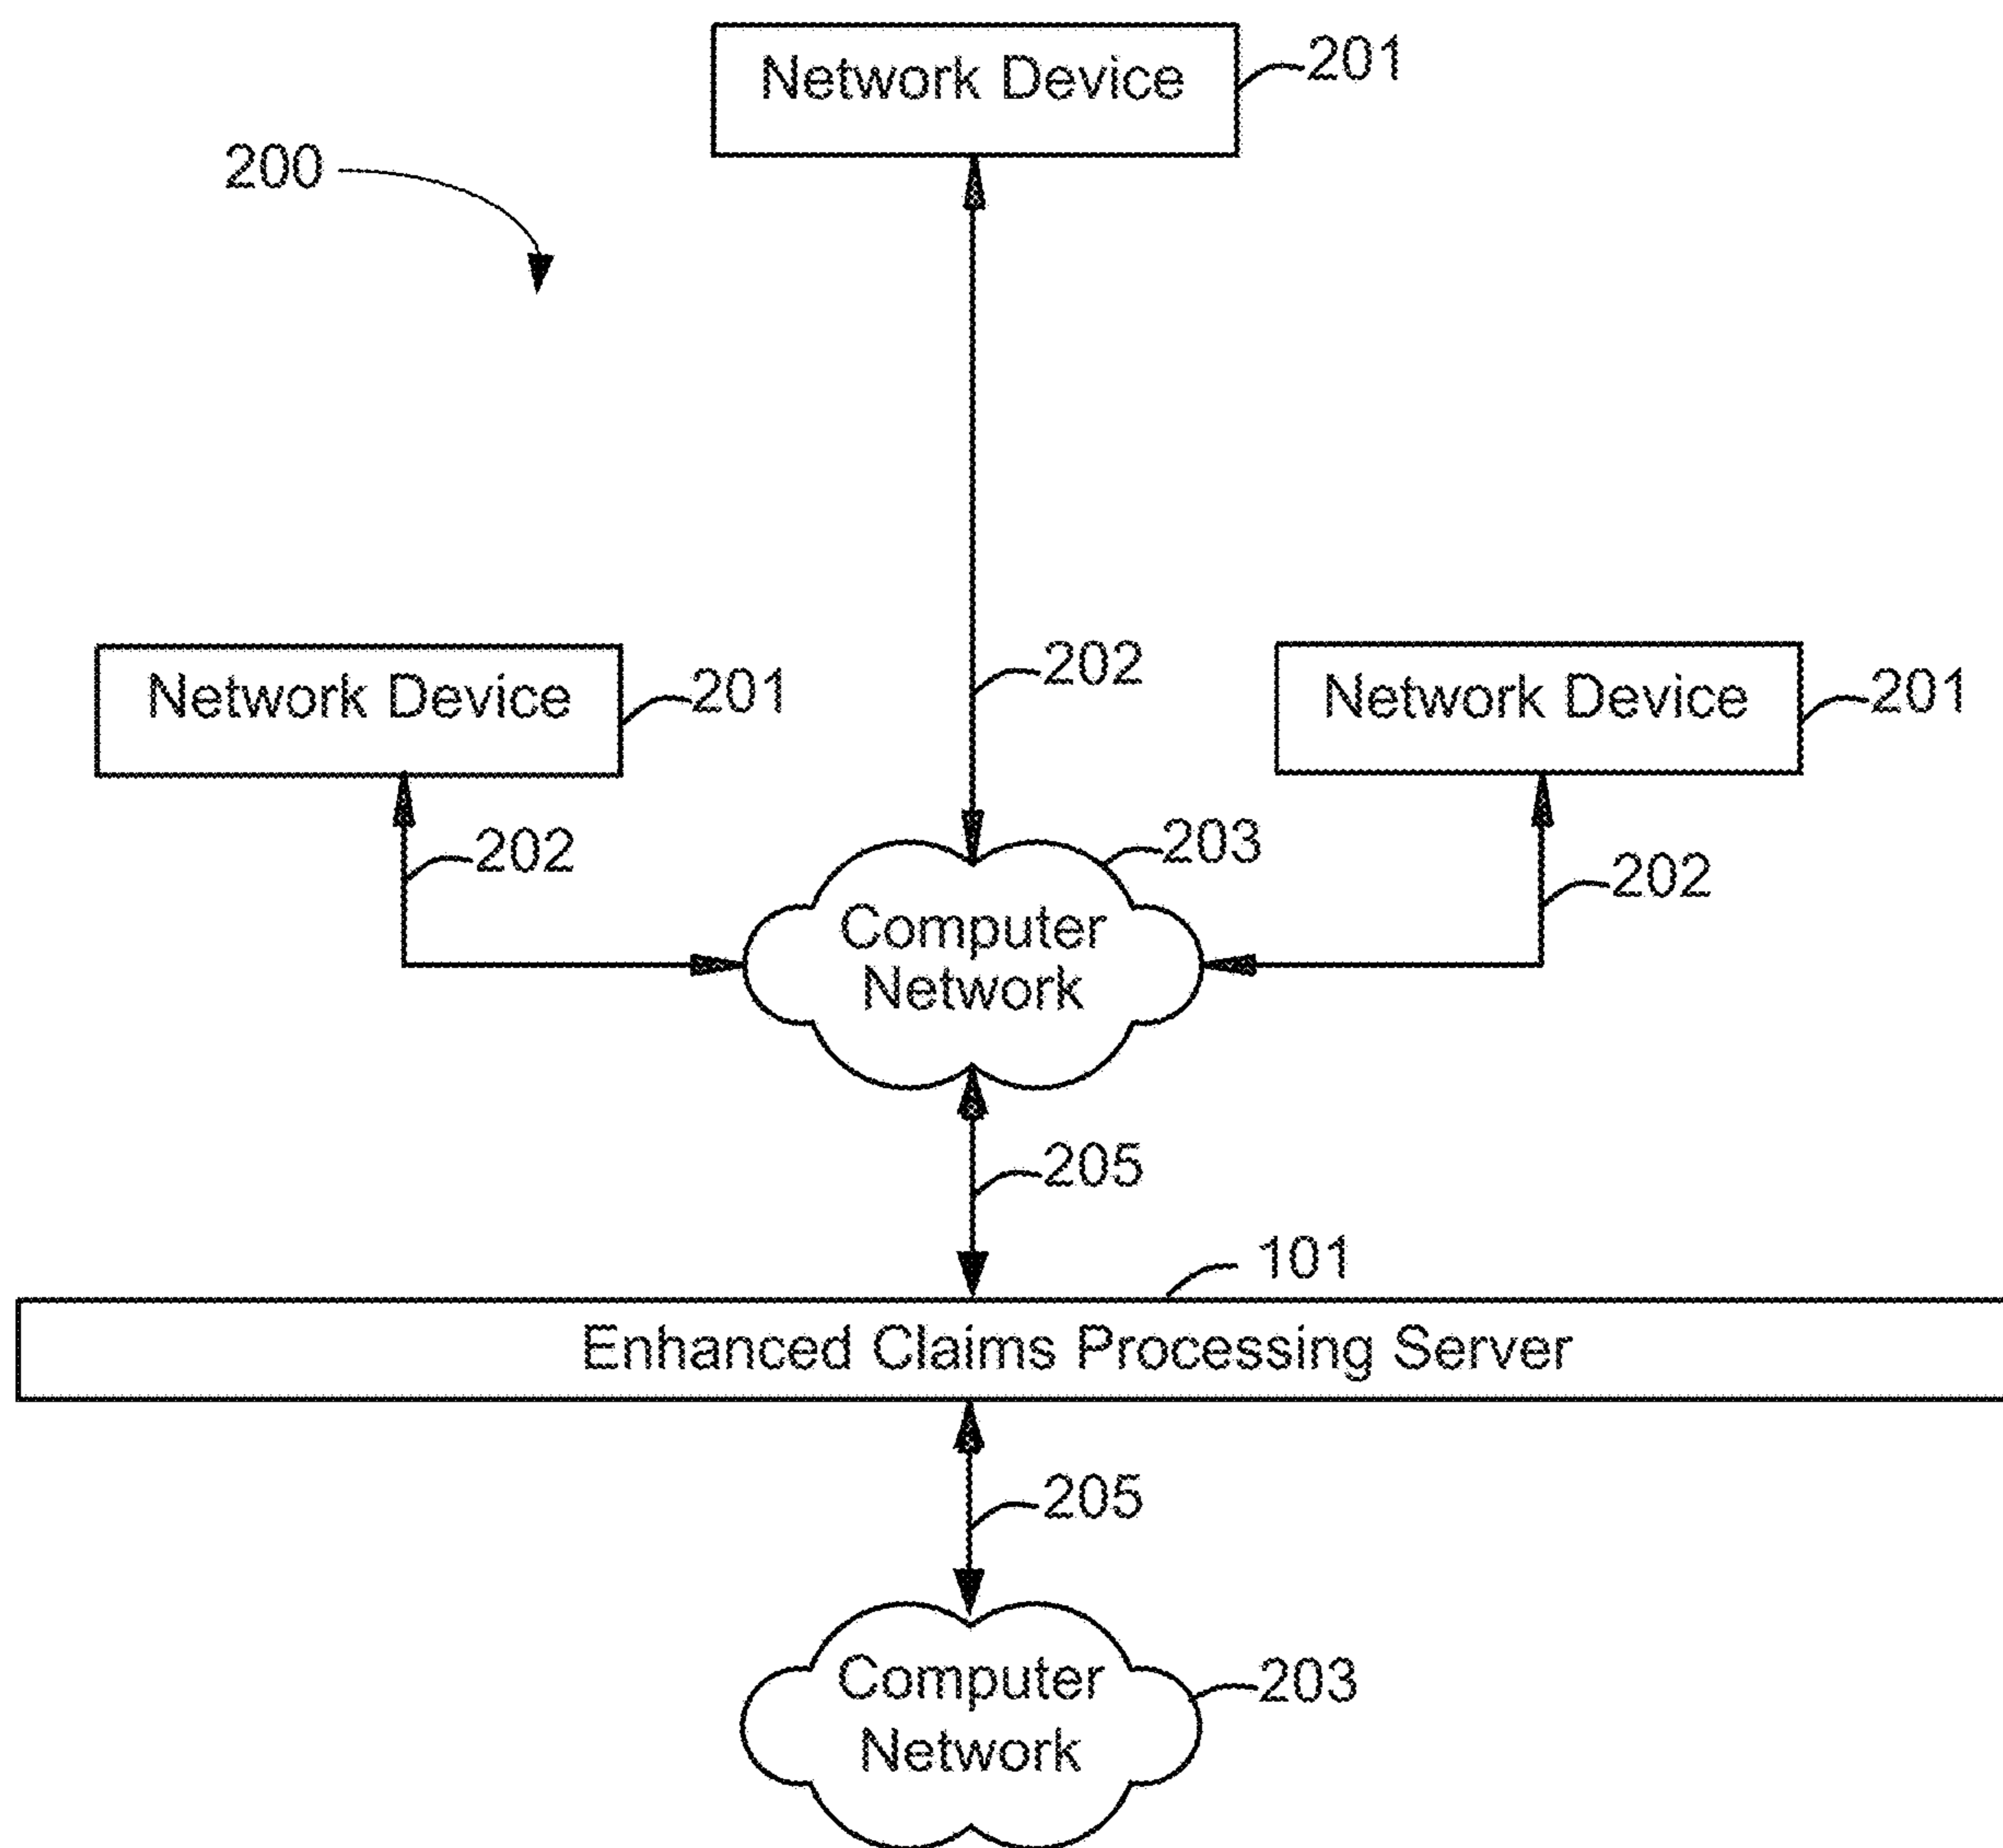 Network Device
201
200
202
Network Device
201
Network Device
201
202
203
202
Computer
Network
205
101
Enhanced Claims Processing Server
205
Computer
Network
203